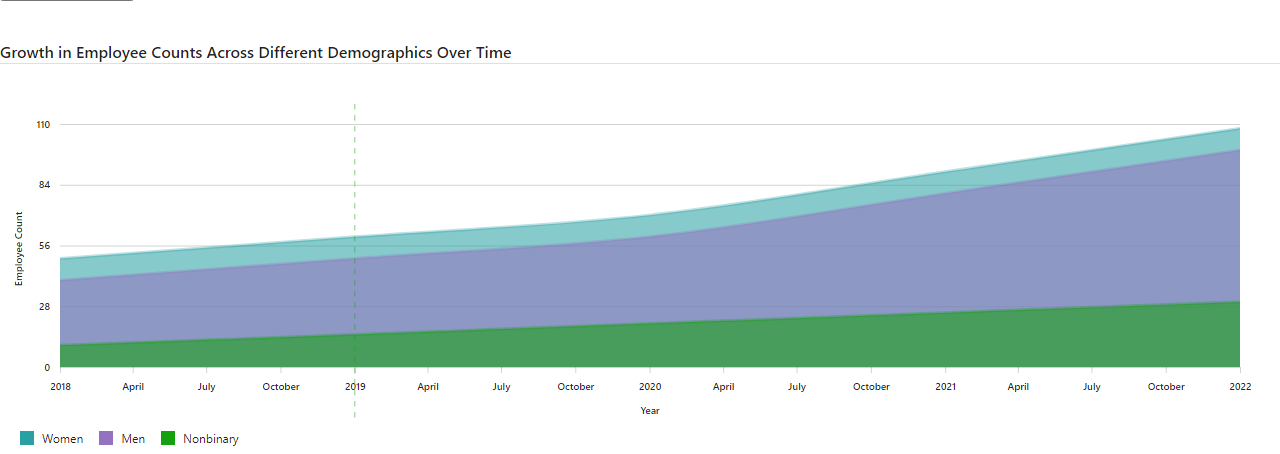 Growth in Employee Counts Across Different Demographics Over Time
110
84
56
28
0
Employee Count
2018 April July October 2019 April July October 2020 April July October 2021 April July October 2022
Year
Women Men Nonbinary